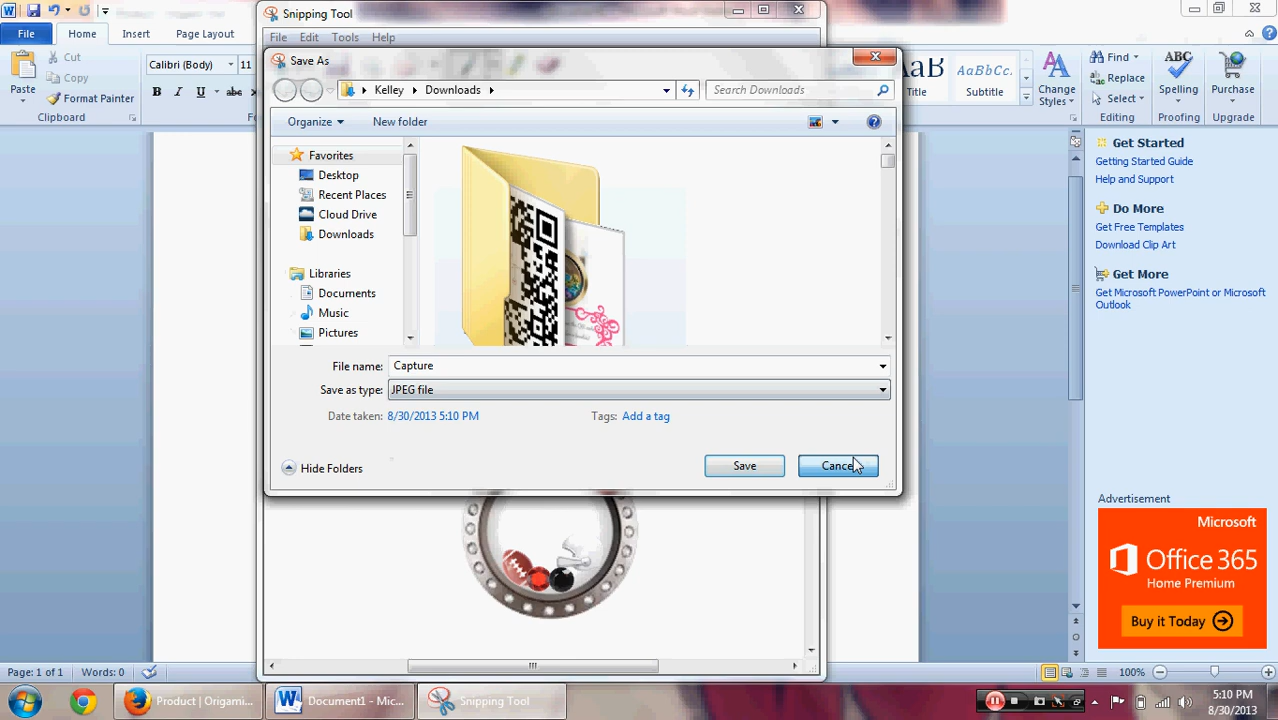 Snipping Tool
File Edit Tools Help
File Home Insert Page Layout
Cut
Copy
Format Painter
Paste
Clipboard
Calibri (Body) 11
B I U abc
Save As
Kelley Downloads
Search Downloads
Organize New folder
Favorites
Desktop
Recent Places
Cloud Drive
Downloads
Libraries
Documents
Music
Pictures
File name: Capture
Save as type: JPEG file
Date taken: 8/30/2013 5:10 PM Tags: Add a tag
Hide Folders Save Cancel
AaB AaBbCc.
Title Subtitle
Change
Styles
Find
Replace
Select
Editing
ABC
Spelling
Proofing
Purchase
Upgrade
Get Started
Getting Started Guide
Help and Support
Do More
Get Free Templates
Download Clip Art
Get More
Get Microsoft PowerPoint or Microsoft
Outlook
Advertisement
Microsoft
Office 365
Home Premium
Buy it Today
Page: 1 of 1 Words: 0 100%
Product | Origami... Document1 - Mic... Snipping Tool
5:10 PM
8/30/2013